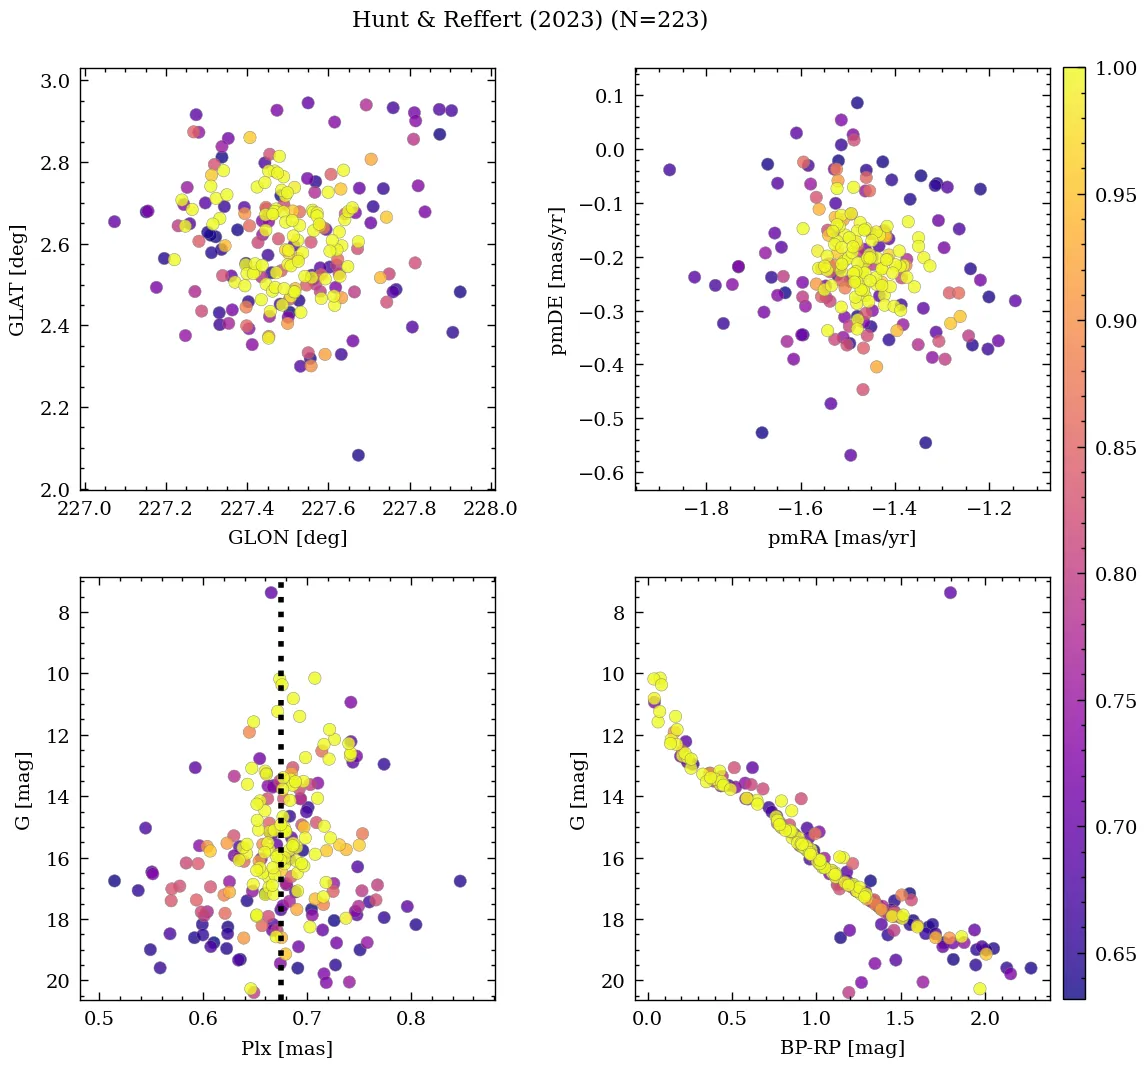 Hunt & Reffert (2023) (N=223)
3.0
2.8
2.6
2.4
2.2
2.0
GLAT [deg]
227.0 227.2 227.4 227.6 227.8 228.0
GLON [deg]
0.1
0.0
−0.1
−0.2
−0.3
−0.4
−0.5
−0.6
pmDE [mas/yr]
−1.8 −1.6 −1.4 −1.2
pmRA [mas/yr]
8
10
12
14
16
18
20
G [mag]
0.5 0.6 0.7 0.8
Plx [mas]
8
10
12
14
16
18
20
G [mag]
0.0 0.5 1.0 1.5 2.0
BP-RP [mag]
1.00
0.95
0.90
0.85
0.80
0.75
0.70
0.65